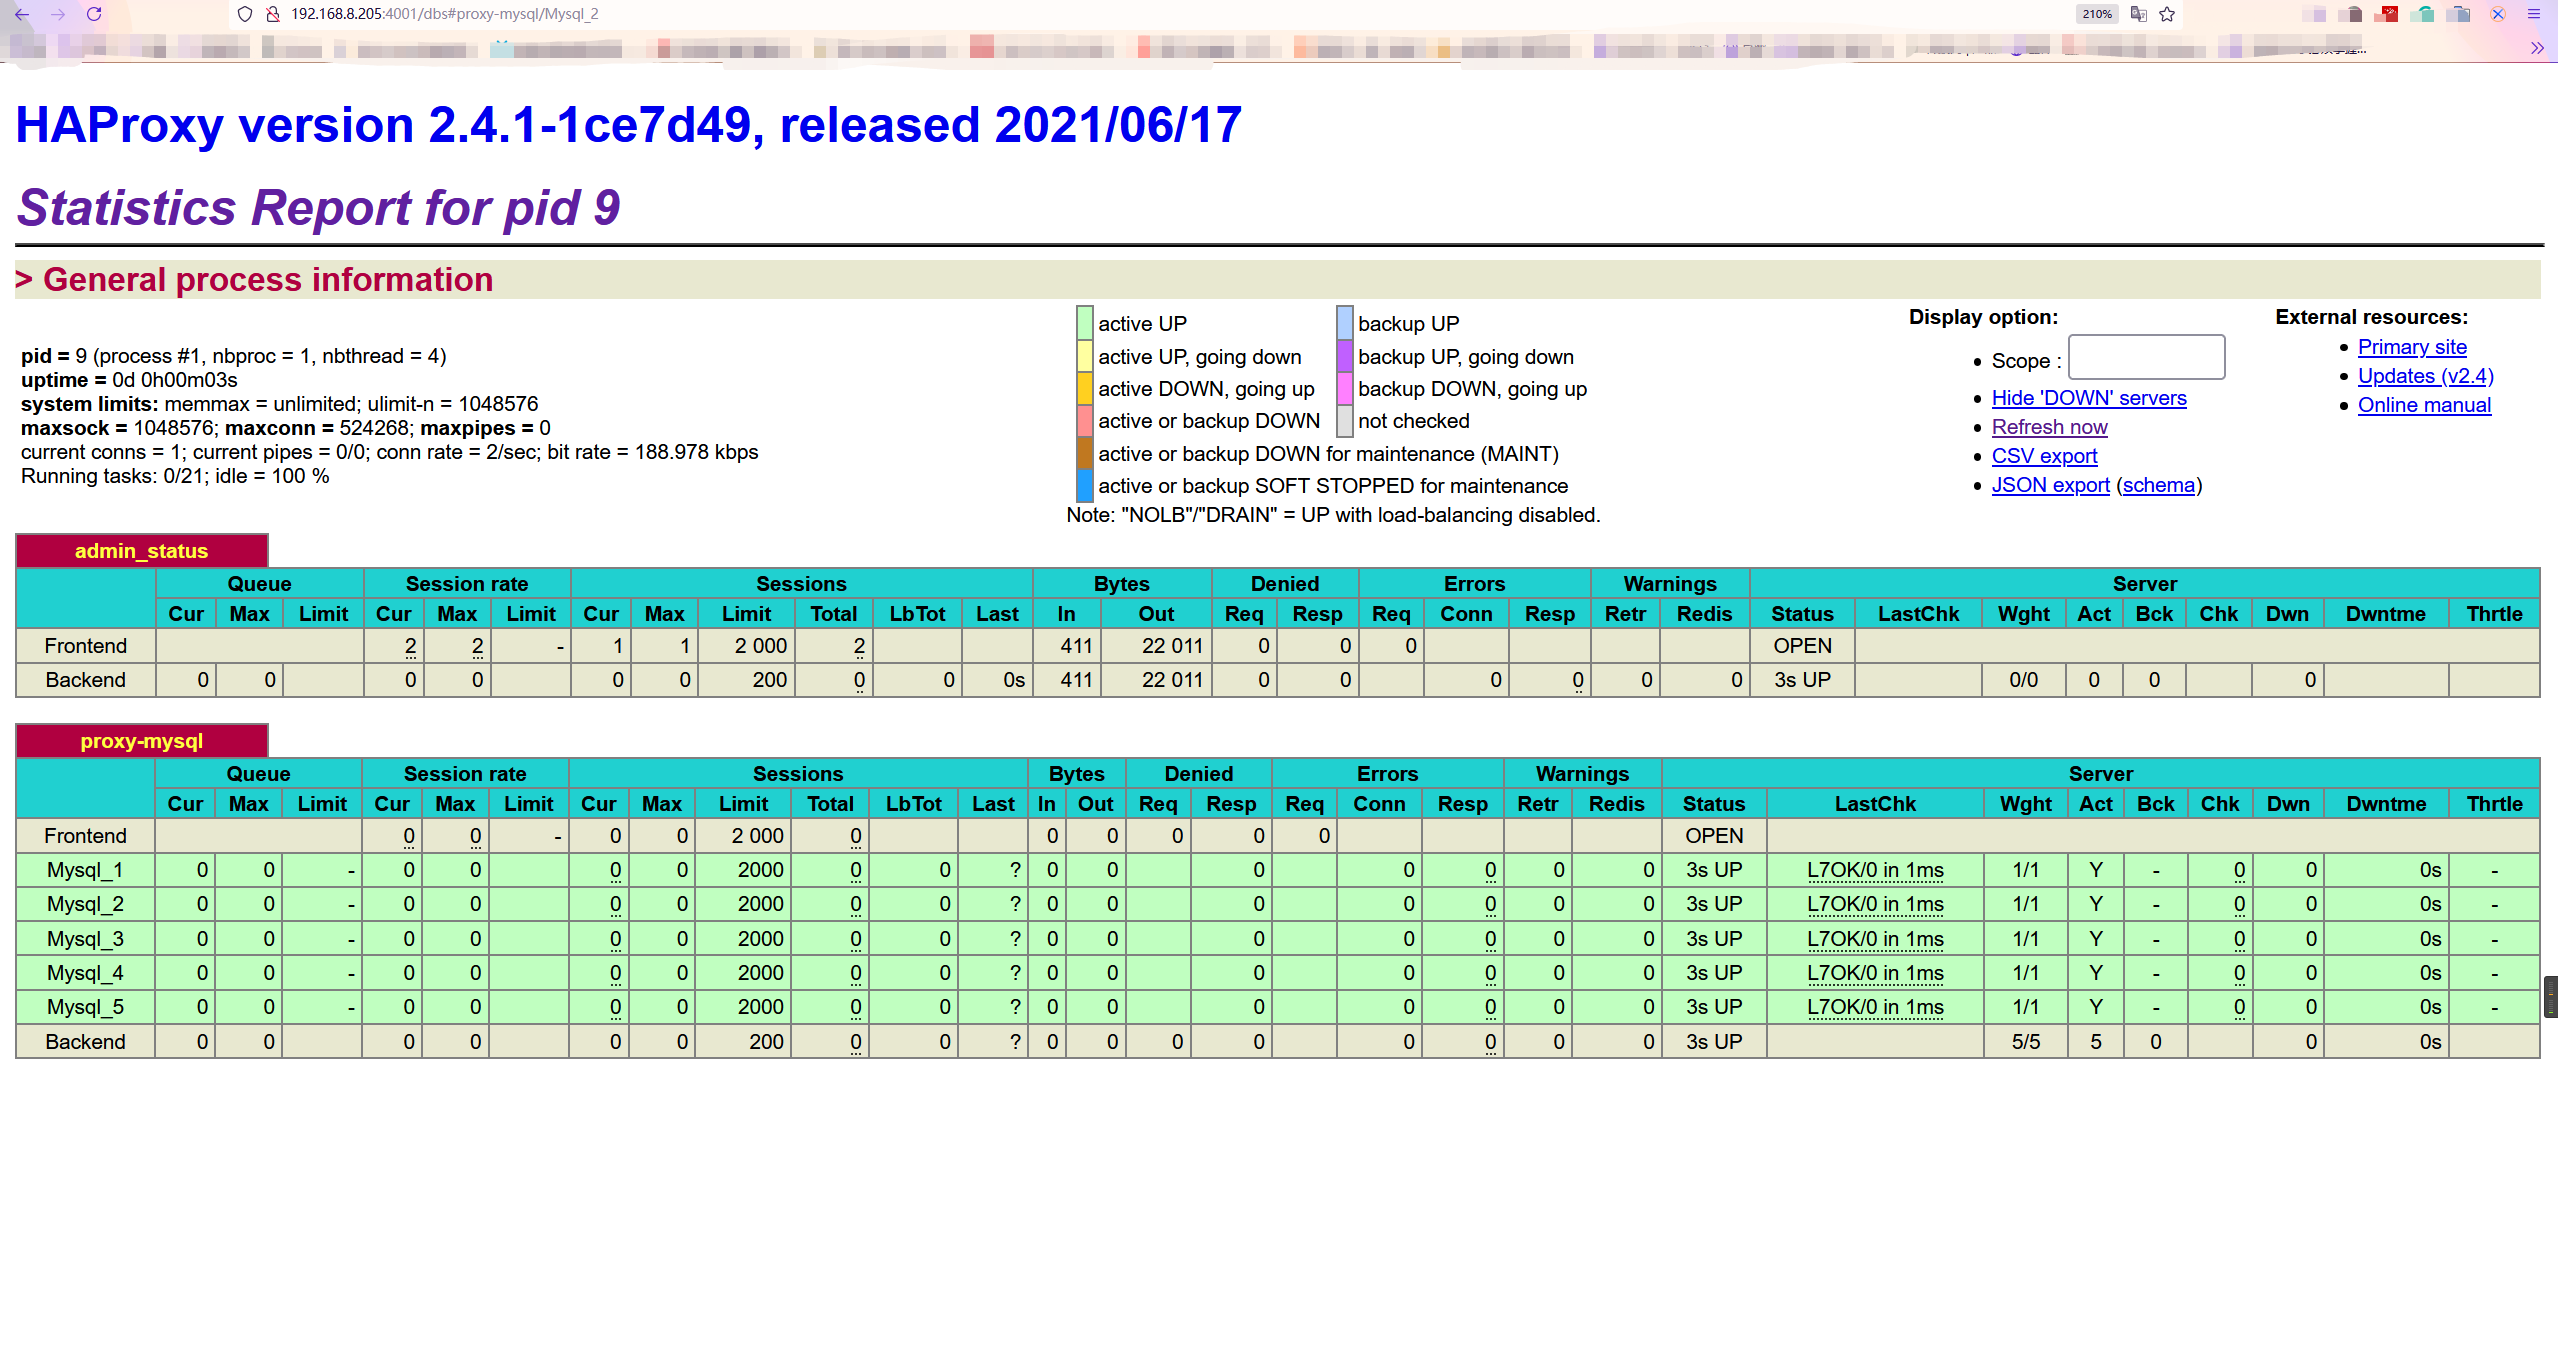 192.168.8.205:4001/dbs#proxy-mysql/Mysql_2
210%
HAProxy version 2.4.1-1ce7d49, released 2021/06/17
Statistics Report for pid 9
> General process information
pid = 9 (process #1, nbproc = 1, nbthread = 4)
uptime = 0d 0h00m03s
system limits: memmax = unlimited; ulimit-n = 1048576
maxsock = 1048576; maxconn = 524268; maxpipes = 0
current conns = 1; current pipes = 0/0; conn rate = 2/sec; bit rate = 188.978 kbps
Running tasks: 0/21; idle = 100 %
active UP backup UP
active UP, going down backup UP, going down
active DOWN, going up backup DOWN, going up
active or backup DOWN not checked
active or backup DOWN for maintenance (MAINT)
active or backup SOFT STOPPED for maintenance
Note: "NOLB"/"DRAIN" = UP with load-balancing disabled.
Display option:
Scope :
Hide 'DOWN' servers
Refresh now
CSV export
JSON export (schema)
External resources:
Primary site
Updates (v2.4)
Online manual
admin_status
Queue Session rate Sessions Bytes Denied Errors Warnings Server
Cur Max Limit Cur Max Limit Cur Max Limit Total LbTot Last In Out Req Resp Req Conn Resp Retr Redis Status LastChk Wght Act Bck Chk Dwn Dwntme Thrtle
Frontend 2 2 - 1 1 2 000 2 411 22 011 0 0 0 OPEN
Backend 0 0 0 0 0 0 200 0 0 0s 411 22 011 0 0 0 0 0 0 3s UP 0/0 0 0 0
proxy-mysql
Queue Session rate Sessions Bytes Denied Errors Warnings Server
Cur Max Limit Cur Max Limit Cur Max Limit Total LbTot Last In Out Req Resp Req Conn Resp Retr Redis Status LastChk Wght Act Bck Chk Dwn Dwntme Thrtle
Frontend 0 0 - 0 0 2 000 0 0 0 0 0 0 OPEN
Mysql_1 0 0 - 0 0 0 0 2000 0 0 ? 0 0 0 0 0 0 0 3s UP L7OK/0 in 1ms 1/1 Y - 0 0 0s -
Mysql_2 0 0 - 0 0 0 0 2000 0 0 ? 0 0 0 0 0 0 0 3s UP L7OK/0 in 1ms 1/1 Y - 0 0 0s -
Mysql_3 0 0 - 0 0 0 0 2000 0 0 ? 0 0 0 0 0 0 0 3s UP L7OK/0 in 1ms 1/1 Y - 0 0 0s -
Mysql_4 0 0 - 0 0 0 0 2000 0 0 ? 0 0 0 0 0 0 0 3s UP L7OK/0 in 1ms 1/1 Y - 0 0 0s -
Mysql_5 0 0 - 0 0 0 0 2000 0 0 ? 0 0 0 0 0 0 0 3s UP L7OK/0 in 1ms 1/1 Y - 0 0 0s -
Backend 0 0 0 0 0 0 200 0 0 ? 0 0 0 0 0 0 0 0 3s UP 5/5 5 0 0 0s